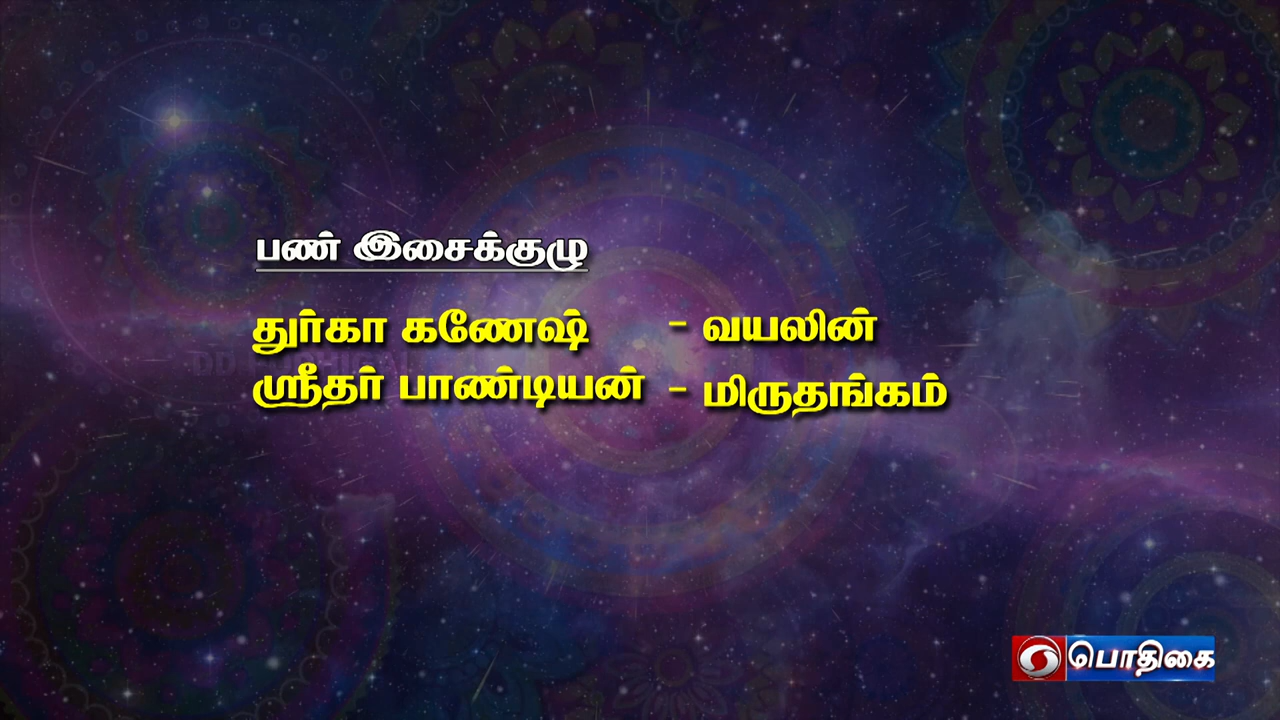 பண் இசைக்குழு
துர்கா கணேஷ் - வயலின்
ஸ்ரீதர் பாண்டியன் - மிருதங்கம்
பொதிகை